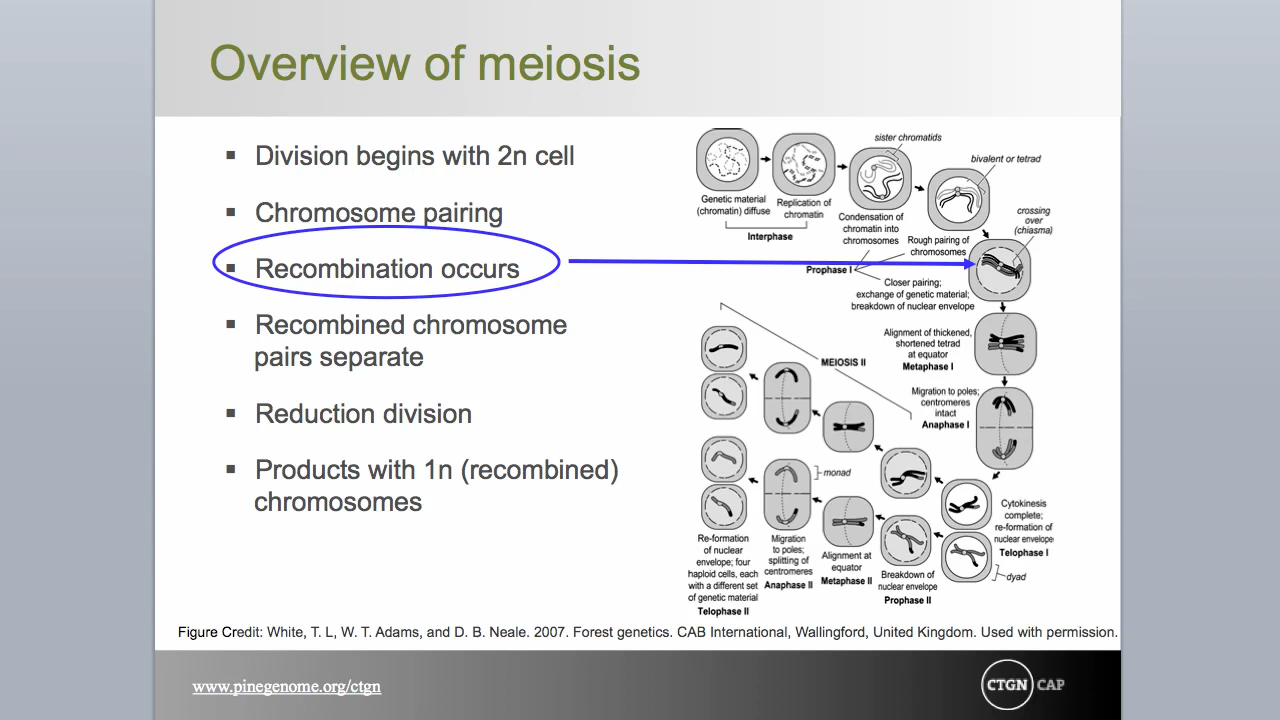 Overview of meiosis
▪ Division begins with 2n cell
▪ Chromosome pairing
▪ Recombination occurs
▪ Recombined chromosome
pairs separate
▪ Reduction division
▪ Products with 1n (recombined)
chromosomes
sister chromatids
bivalent or tetrad
crossing
over
(chiasma)
Genetic material
(chromatin) diffuse
Replication of
chromatin
Interphase
Condensation of
chromatin into
chromosomes
Rough pairing of
chromosomes
Prophase I
Closer pairing;
exchange of genetic material;
breakdown of nuclear envelope
Alignment of thickened,
shortened tetrad
at equator
Metaphase I
MEIOSIS II
Migration to poles;
centromeres
intact
Anaphase I
monad
Cytokinesis
complete;
re-formation of
nuclear envelope
Telophase I
dyad
Re-formation
of nuclear
envelope; four
haploid cells, each
with a different set
of genetic material
Telophase II
Migration
to poles;
splitting of
centromeres
Anaphase II
Alignment at
equator
Metaphase II
Breakdown of
nuclear envelope
Prophase II
Figure Credit: White, T. L, W. T. Adams, and D. B. Neale. 2007. Forest genetics. CAB International, Wallingford, United Kingdom. Used with permission.
www.pinegenome.org/ctgn
CTGN CAP